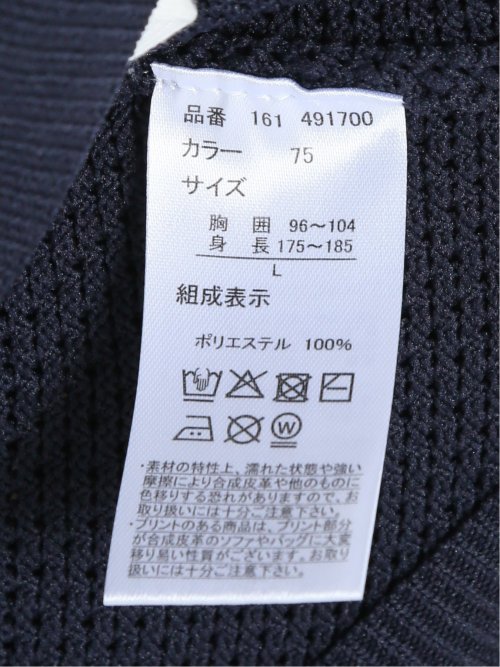 品番 161 491700
カラー 75
サイズ
胸 囲 96～104
身 長 175～185
L
組成表示
ポリエステル 100%
W
・素材の特性上、濡れた状態や強い
摩擦により合成皮革や他のものに
色移りする恐れがありますので、お
取り扱いには十分ご注意下さい。
・プリントのある商品は、プリント部分
が合成皮革のソファやバッグに大変
移り易い性質がございます。お取り
扱いには十分ご注意下さい。